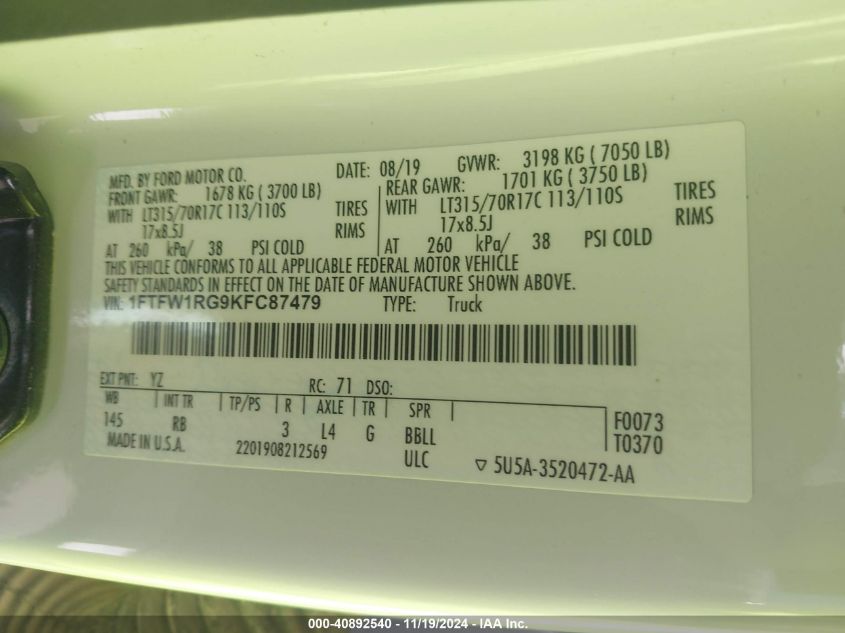 MFD. BY FORD MOTOR CO. DATE: 08/19 GVWR: 3198 KG ( 7050 LB)
FRONT GAWR: 1678 KG ( 3700 LB) REAR GAWR: 1701 KG ( 3750 LB)
WITH LT315/70R17C 113/110S TIRES WITH LT315/70R17C 113/110S TIRES
17x8.5J RIMS 17x8.5J RIMS
AT 260 kPa/ 38 PSI COLD AT 260 kPa/ 38 PSI COLD
THIS VEHICLE CONFORMS TO ALL APPLICABLE FEDERAL MOTOR VEHICLE
SAFETY STANDARDS IN EFFECT ON THE DATE OF MANUFACTURE SHOWN ABOVE.
VIN: 1FTFW1RG9KFC87479 TYPE: Truck
EXT PNT: YZ RC: 71 DSO:
WB INT TR TP/PS R AXLE TR SPR
145 RB 3 L4 G BBLL F0073
MADE IN U.S.A. 2201908212569 ULC T0370
5U5A-3520472-AA
000-40892540 - 11/19/2024 - IAA Inc.